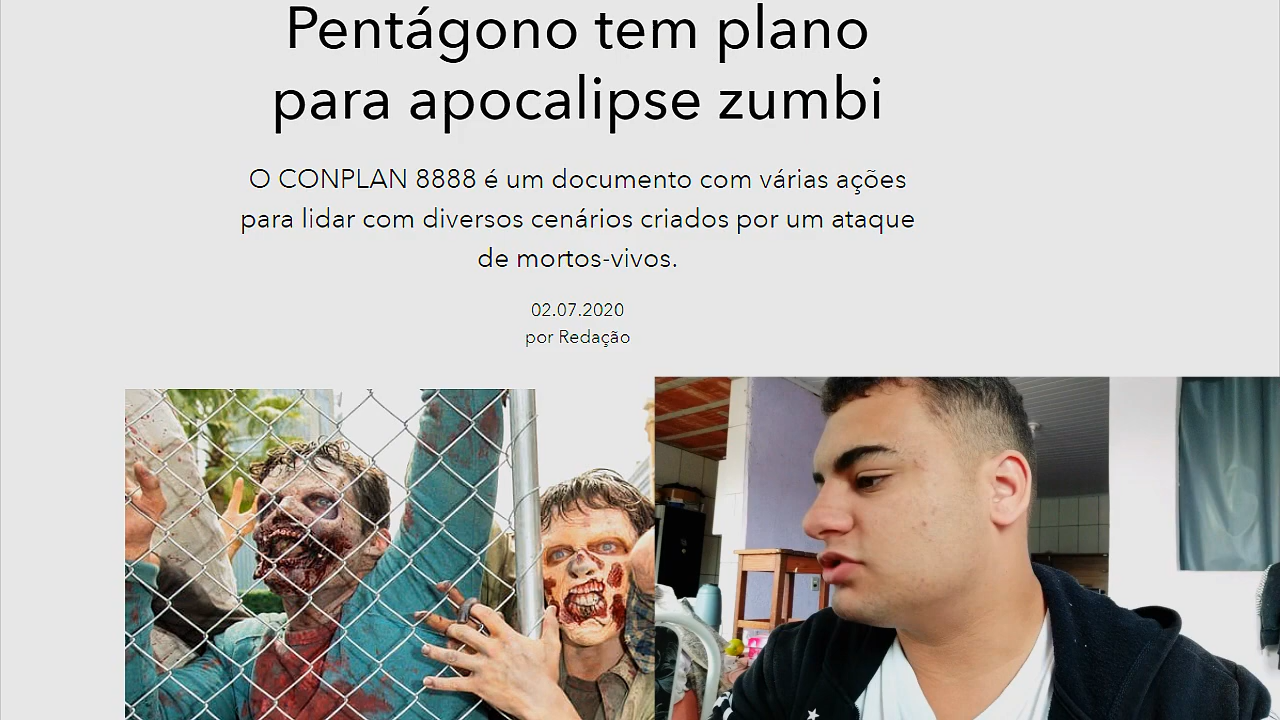 Pentágono tem plano
para apocalipse zumbi
O CONPLAN 8888 é um documento com várias ações
para lidar com diversos cenários criados por um ataque
de mortos-vivos.
02.07.2020
por Redação